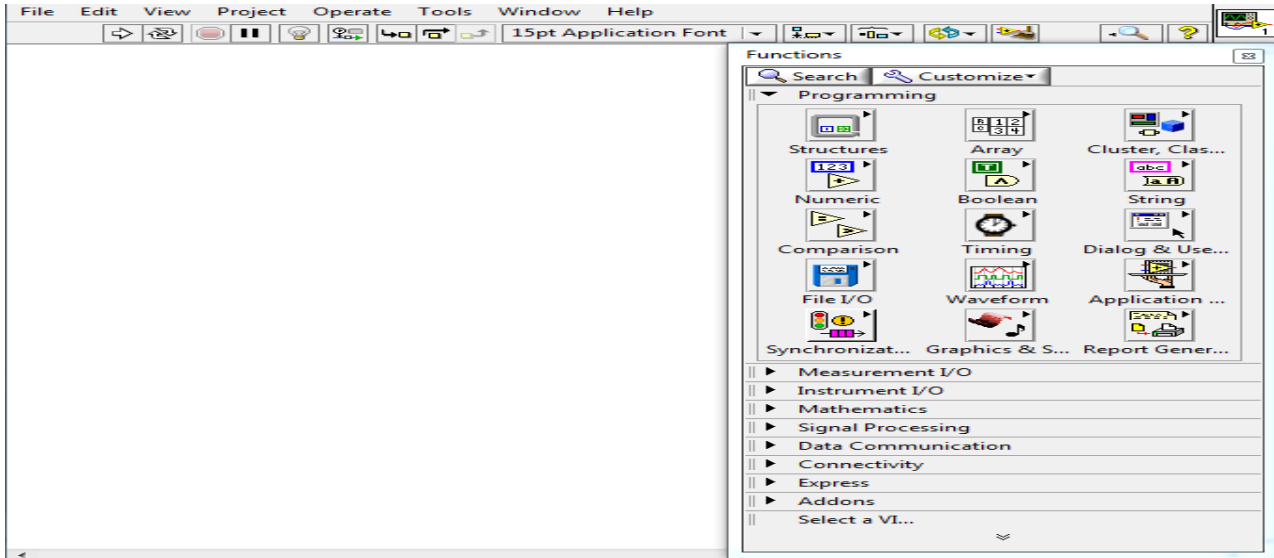 File Edit View Project Operate Tools Window Help
15pt Application Font
1
Functions
Search Customize
Programming
Structures Array Cluster, Clas...
Numeric Boolean String
Comparison Timing Dialog & Use...
File I/O Waveform Application ...
Synchronizat... Graphics & S... Report Gener...
Measurement I/O
Instrument I/O
Mathematics
Signal Processing
Data Communication
Connectivity
Express
Addons
Select a VI...